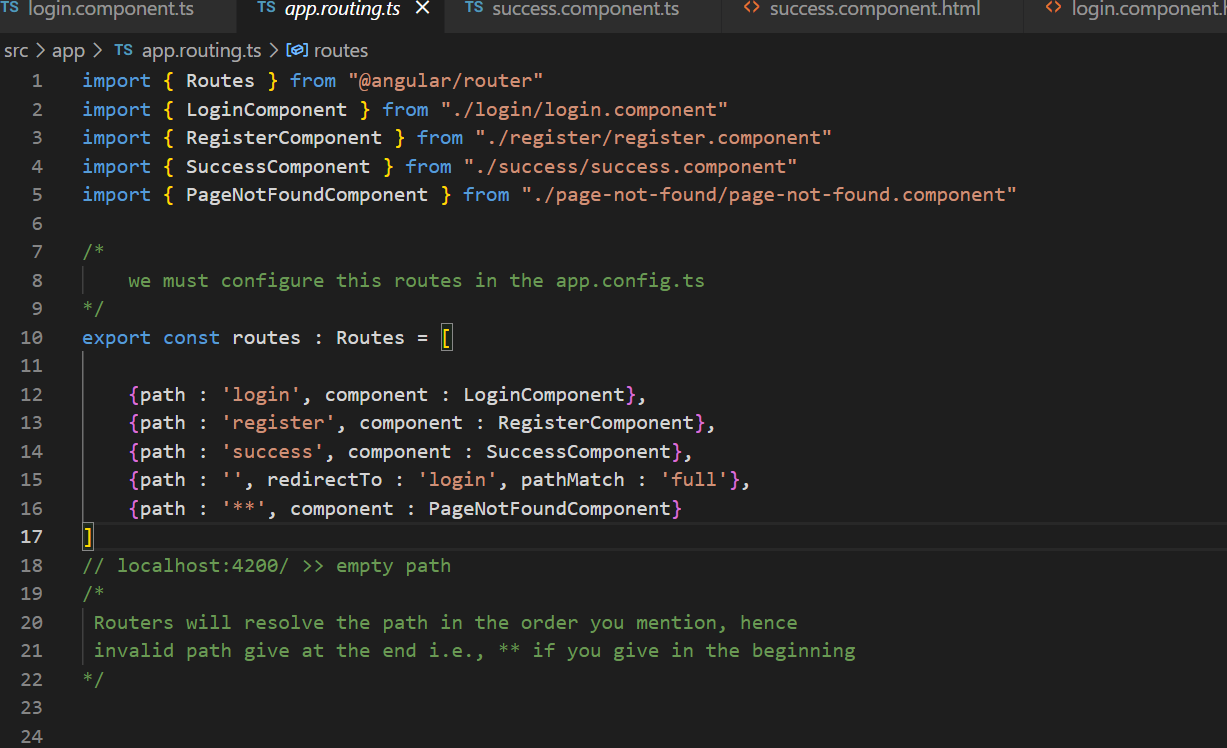 TS login.component.ts TS app.routing.ts × TS success.component.ts <> success.component.html <> login.component.
src > app > TS app.routing.ts > routes
1 import { Routes } from "@angular/router"
2 import { LoginComponent } from "./login/login.component"
3 import { RegisterComponent } from "./register/register.component"
4 import { SuccessComponent } from "./success/success.component"
5 import { PageNotFoundComponent } from "./page-not-found/page-not-found.component"
6
7 /*
8     we must configure this routes in the app.config.ts
9 */
10 export const routes : Routes = [
11
12     {path : 'login', component : LoginComponent},
13     {path : 'register', component : RegisterComponent},
14     {path : 'success', component : SuccessComponent},
15     {path : '', redirectTo : 'login', pathMatch : 'full'},
16     {path : '**', component : PageNotFoundComponent}
17 ]
18 // localhost:4200/ >> empty path
19 /*
20  Routers will resolve the path in the order you mention, hence
21  invalid path give at the end i.e., ** if you give in the beginning
22 */
23
24